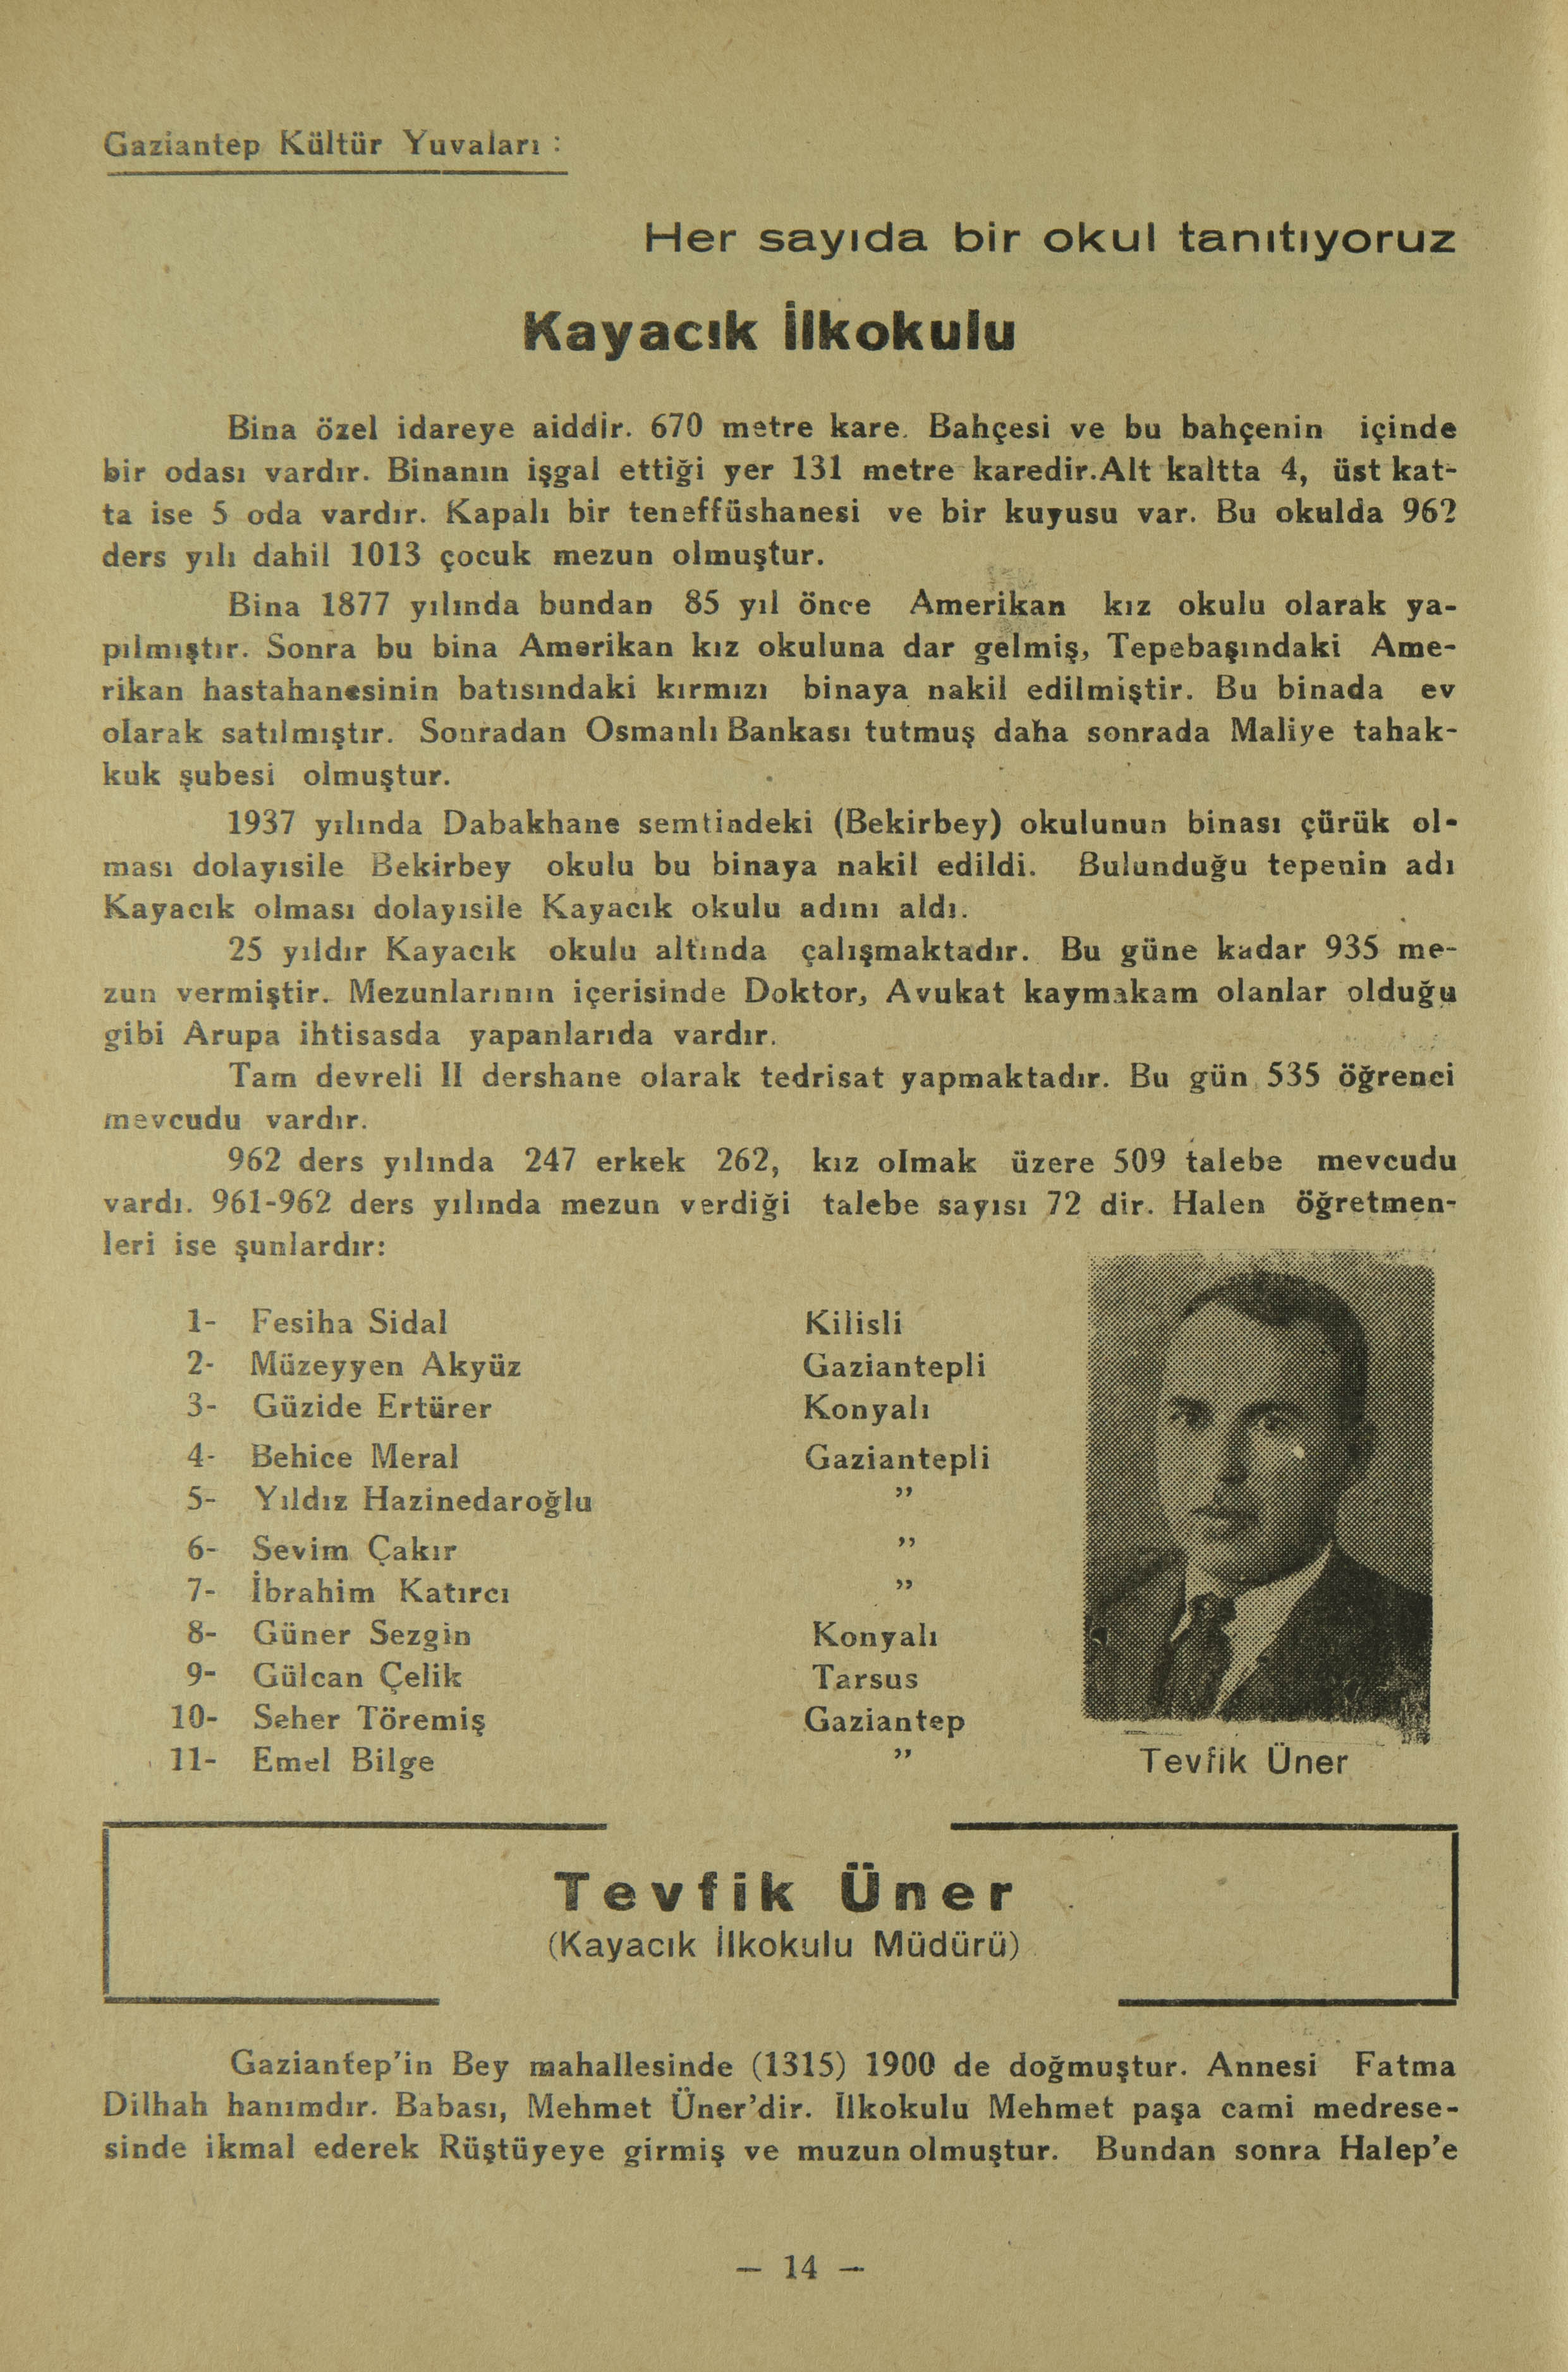 Gaziantep Kültür Yuvaları :
Her sayıda bir okul tanıtıyoruz
Kayacık İlkokulu
Bina özel idareye aiddir. 670 metre kare. Bahçesi ve bu bahçenin içinde
bir odası vardır. Binanın işgal ettiği yer 131 metre karedir.Alt kaltta 4, üst kat-
ta ise 5 oda vardır. Kapalı bir teneffüshanesi ve bir kuyusu var. Bu okulda 962
ders yılı dahil 1013 çocuk mezun olmuştur.
Bina 1877 yılında bundan 85 yıl önce Amerikan kız okulu olarak ya-
pılmıştır. Sonra bu bina Amerikan kız okuluna dar gelmiş, Tepebaşındaki Ame-
rikan hastahanesinin batısındaki kırmızı binaya nakil edilmiştir. Bu binada ev
olarak satılmıştır. Sonradan Osmanlı Bankası tutmuş daha sonrada Maliye tahak-
kuk şubesi olmuştur.
1937 yılında Dabakhane semtindeki (Bekirbey) okulunun binası çürük ol-
ması dolayısile Bekirbey okulu bu binaya nakil edildi. Bulunduğu tepenin adı
Kayacık olması dolayısile Kayacık okulu adını aldı.
25 yıldır Kayacık okulu altında çalışmaktadır. Bu güne kadar 935 me-
zun vermiştir. Mezunlarının içerisinde Doktor, Avukat kaymakam olanlar olduğu
gibi Arupa ihtisasda yapanlarıda vardır.
Tam devreli II dershane olarak tedrisat yapmaktadır. Bu gün 535 öğrenci
mevcudu vardır.
962 ders yılında 247 erkek 262, kız olmak üzere 509 talebe mevcudu
vardı. 961-962 ders yılında mezun verdiği talebe sayısı 72 dir. Halen öğretmen-
leri ise şunlardır:
1- Fesiha Sidal Kilisli
2- Müzeyyen Akyüz Gaziantepli
3- Güzide Ertürer Konyalı
4- Behice Meral Gaziantepli
5- Yıldız Hazinedaroğlu ”
6- Sevim Çakır ”
7- İbrahim Katırcı ”
8- Güner Sezgin Konyalı
9- Gülcan Çelik Tarsus
10- Seher Töremiş Gaziantep
11- Emel Bilge ”
Tevfik Üner
Tevfik Üner
(Kayacık İlkokulu Müdürü)
Gaziantep'in Bey mahallesinde (1315) 1900 de doğmuştur. Annesi Fatma
Dilhah hanımdır. Babası, Mehmet Üner'dir. İlkokulu Mehmet paşa cami medrese-
sinde ikmal ederek Rüştüyeye girmiş ve muzun olmuştur. Bundan sonra Halep'e
— 14 —